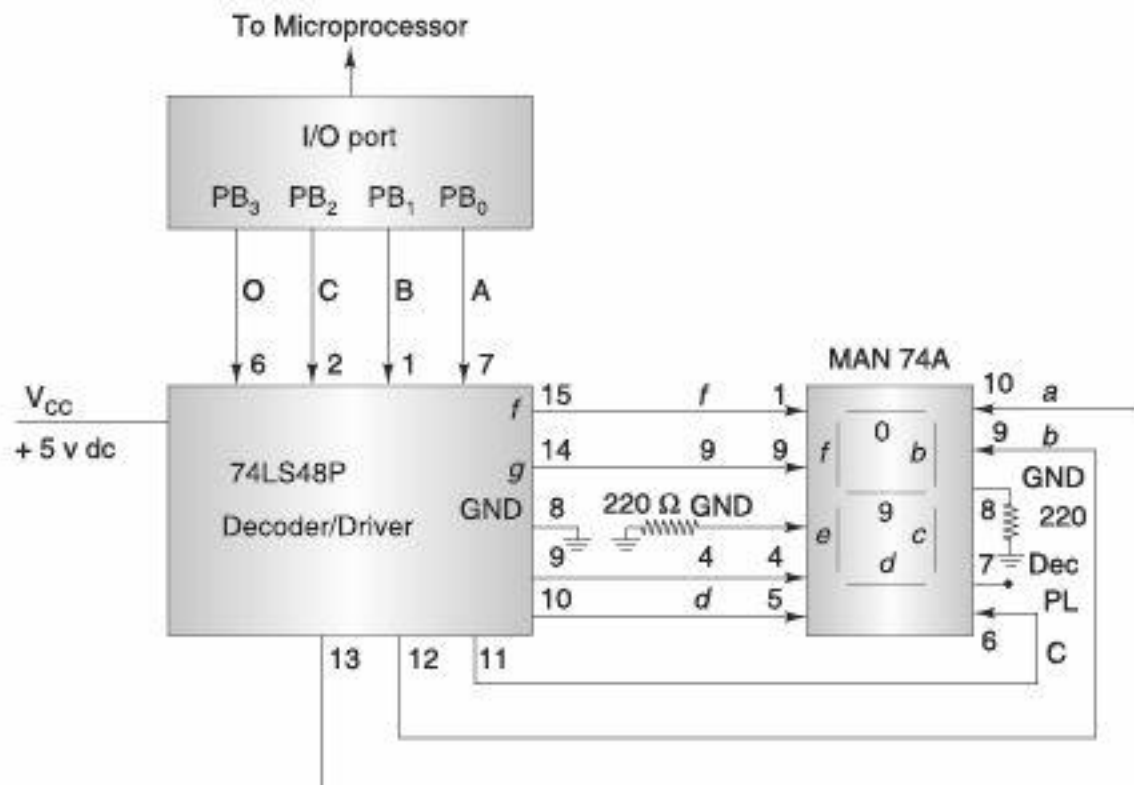 To Microprocessor
I/O port
PB3 PB2 PB1 PB0
O C B A
6 2 1 7
MAN 74A
VCC
+ 5 v dc
74LS48P
Decoder/Driver
f 15 f 1
g 14 9 9
GND 8 220 Ω GND
9 4 4
10 d 5
0
f b
9
e c
d
10 a
9 b
GND
8 220
7 Dec
PL
6 C
13 12 11